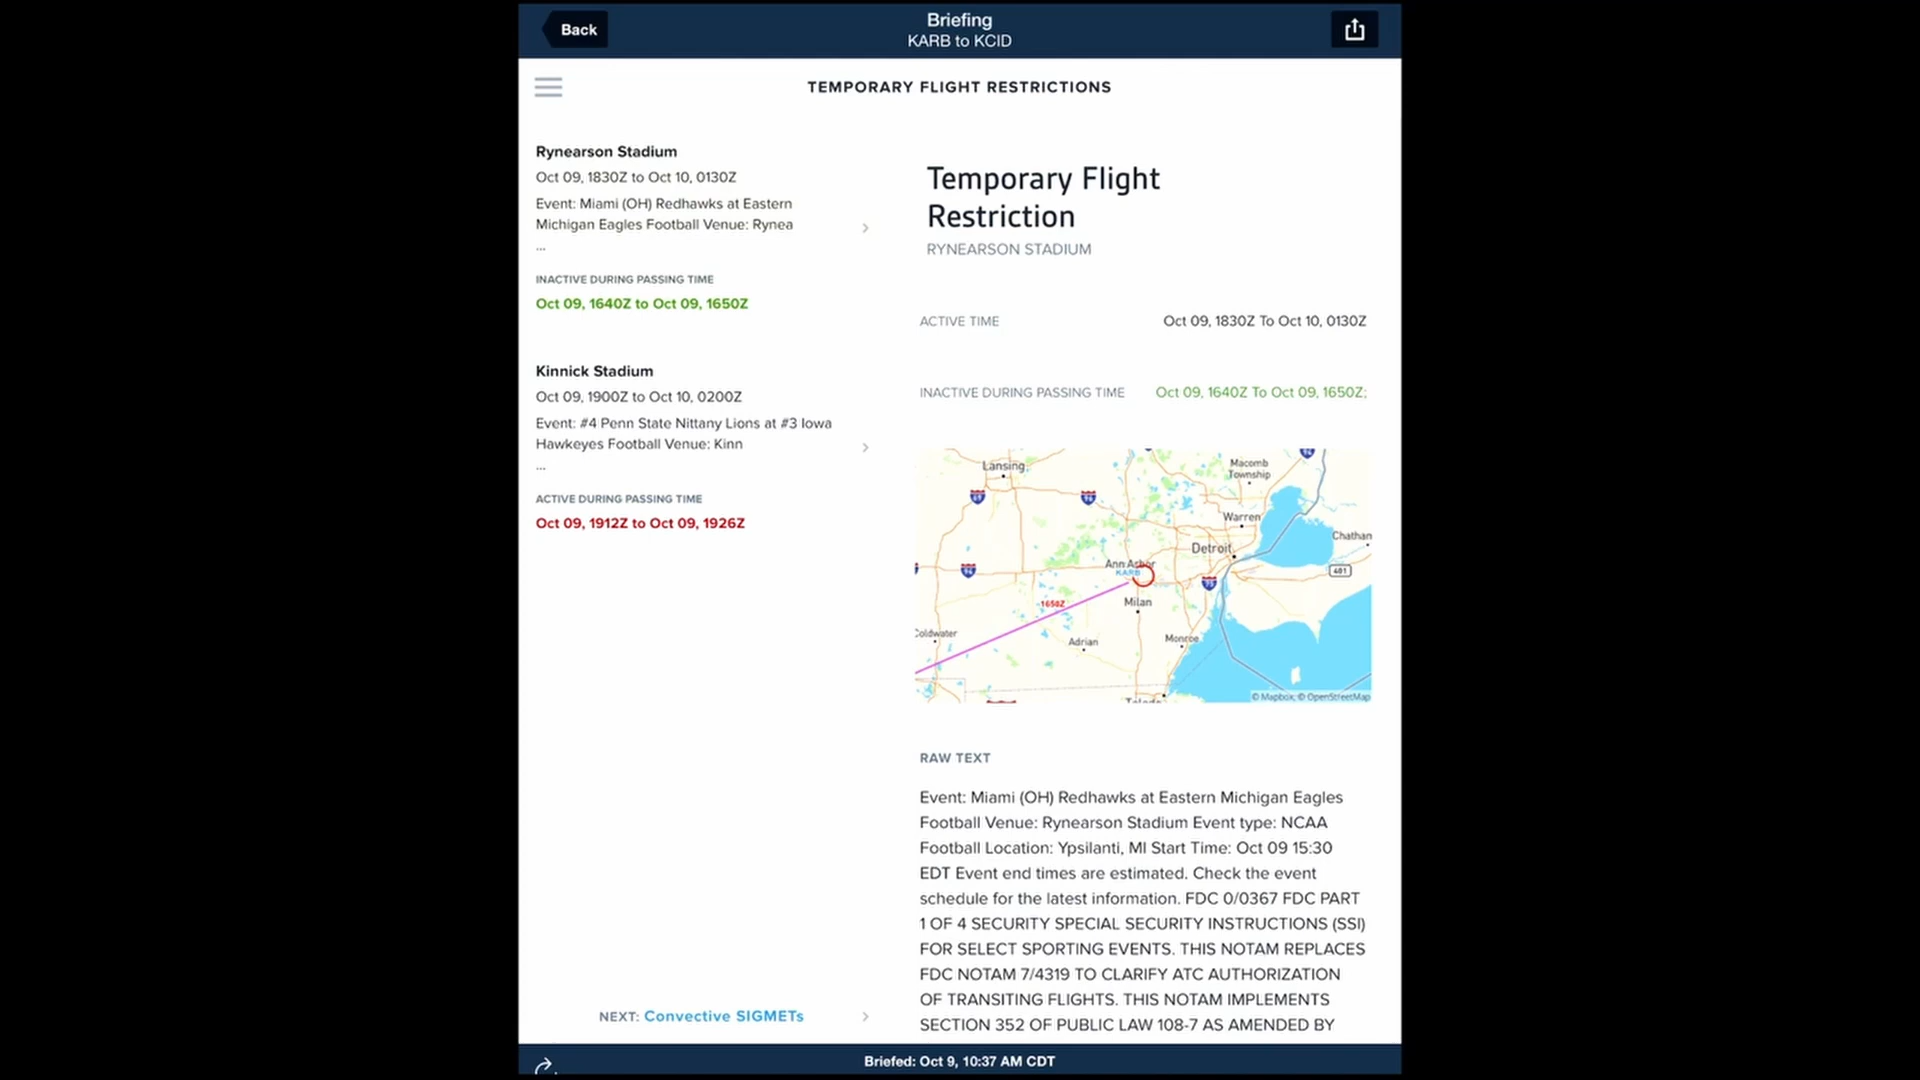 Back
Briefing
KARB to KCID
TEMPORARY FLIGHT RESTRICTIONS
Rynearson Stadium
Oct 09, 1830Z to Oct 10, 0130Z
Event: Miami (OH) Redhawks at Eastern
Michigan Eagles Football Venue: Rynea
...
INACTIVE DURING PASSING TIME
Oct 09, 1640Z to Oct 09, 1650Z
Kinnick Stadium
Oct 09, 1900Z to Oct 10, 0200Z
Event: #4 Penn State Nittany Lions at #3 Iowa
Hawkeyes Football Venue: Kinn
...
ACTIVE DURING PASSING TIME
Oct 09, 1912Z to Oct 09, 1926Z
NEXT: Convective SIGMETs
Temporary Flight
Restriction
RYNEARSON STADIUM
ACTIVE TIME
Oct 09, 1830Z To Oct 10, 0130Z
INACTIVE DURING PASSING TIME
Oct 09, 1640Z To Oct 09, 1650Z;
Lansing
Macomb
Township
94
69
96
Warren
Chathan
Detroit
Ann Arbor
KARB
94
75
401
1650Z
Milan
Coldwater
Adrian
Monroe
Toledo
© Mapbox, © OpenStreetMap
RAW TEXT
Event: Miami (OH) Redhawks at Eastern Michigan Eagles
Football Venue: Rynearson Stadium Event type: NCAA
Football Location: Ypsilanti, MI Start Time: Oct 09 15:30
EDT Event end times are estimated. Check the event
schedule for the latest information. FDC 0/0367 FDC PART
1 OF 4 SECURITY SPECIAL SECURITY INSTRUCTIONS (SSI)
FOR SELECT SPORTING EVENTS. THIS NOTAM REPLACES
FDC NOTAM 7/4319 TO CLARIFY ATC AUTHORIZATION
OF TRANSITING FLIGHTS. THIS NOTAM IMPLEMENTS
SECTION 352 OF PUBLIC LAW 108-7 AS AMENDED BY
Briefed: Oct 9, 10:37 AM CDT